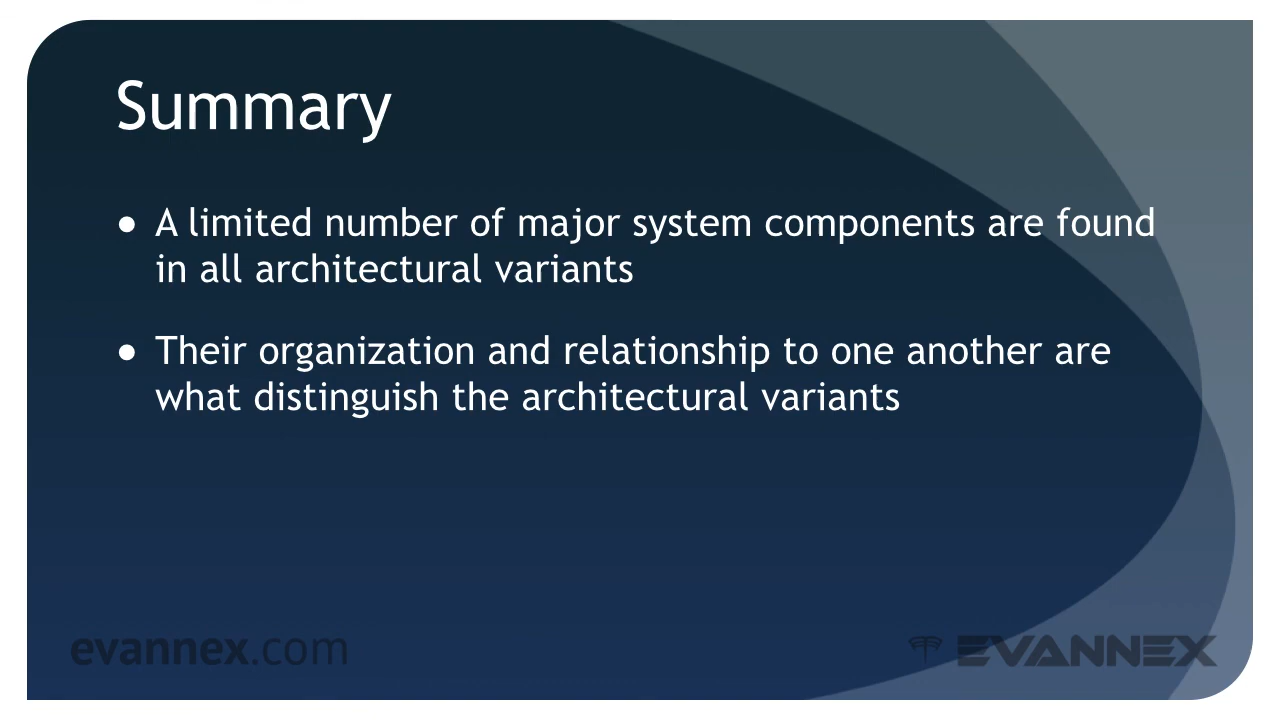 Summary
● A limited number of major system components are found
in all architectural variants
● Their organization and relationship to one another are
what distinguish the architectural variants
evannex.com
EVANNEX